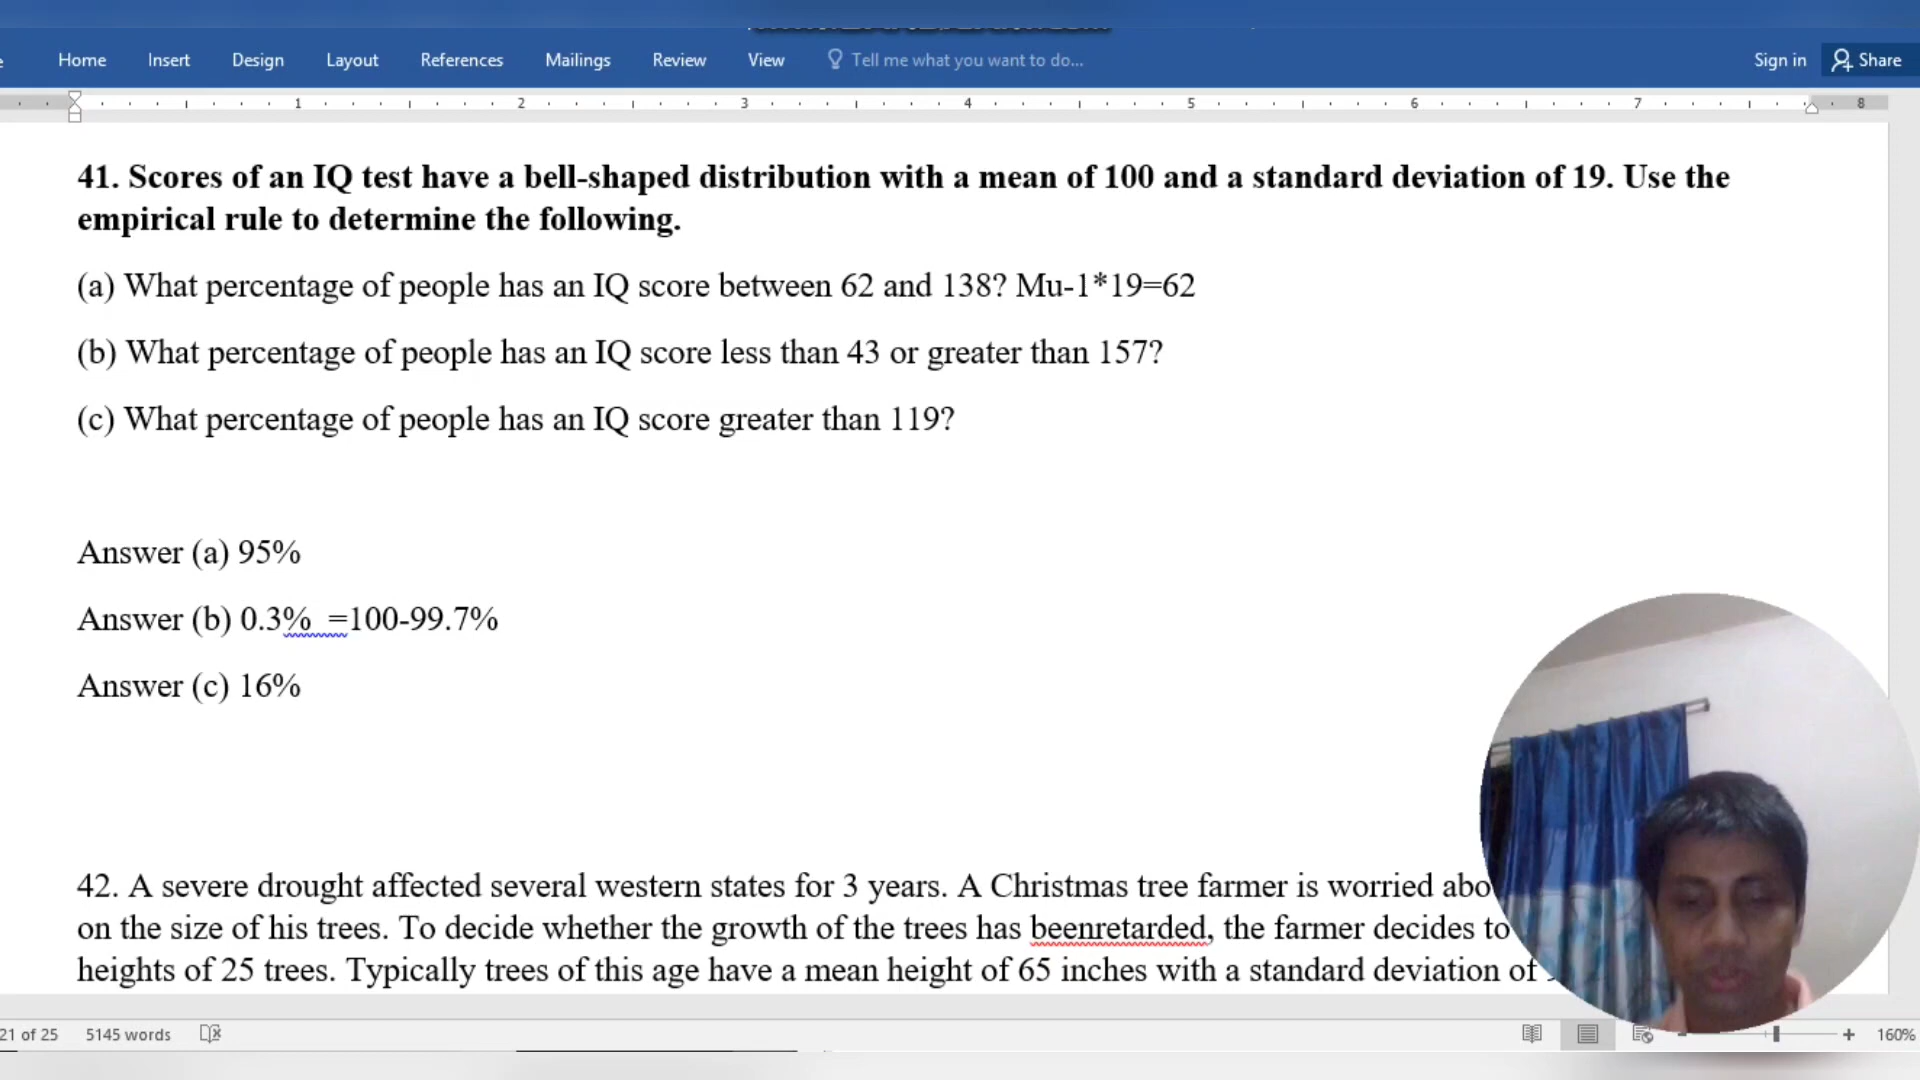 Home Insert Design Layout References Mailings Review View Tell me what you want to do... Sign in Share
1 2 3 4 5 6 7 8
41. Scores of an IQ test have a bell-shaped distribution with a mean of 100 and a standard deviation of 19. Use the
empirical rule to determine the following.
(a) What percentage of people has an IQ score between 62 and 138? Mu-1*19=62
(b) What percentage of people has an IQ score less than 43 or greater than 157?
(c) What percentage of people has an IQ score greater than 119?
Answer (a) 95%
Answer (b) 0.3% =100-99.7%
Answer (c) 16%
42. A severe drought affected several western states for 3 years. A Christmas tree farmer is worried abo
on the size of his trees. To decide whether the growth of the trees has beenretarded, the farmer decides to
heights of 25 trees. Typically trees of this age have a mean height of 65 inches with a standard deviation of
21 of 25 5145 words 160%